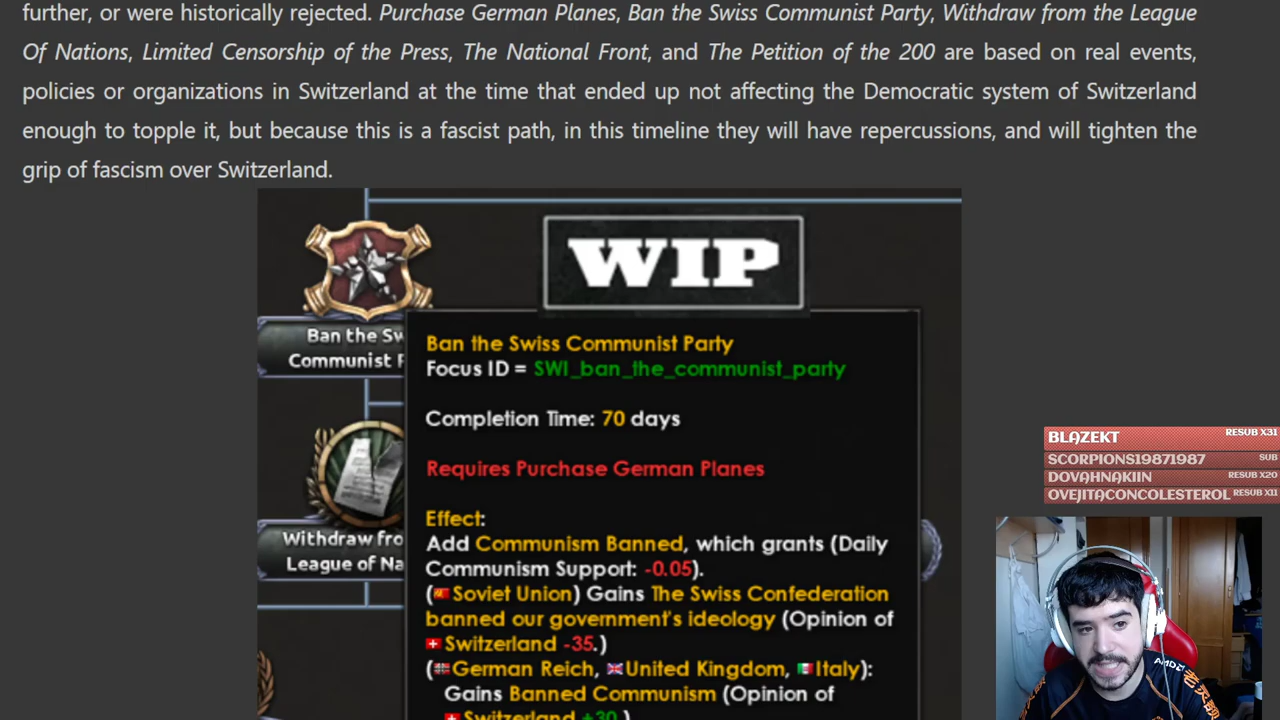 further, or were historically rejected. Purchase German Planes, Ban the Swiss Communist Party, Withdraw from the League
Of Nations, Limited Censorship of the Press, The National Front, and The Petition of the 200 are based on real events,
policies or organizations in Switzerland at the time that ended up not affecting the Democratic system of Switzerland
enough to topple it, but because this is a fascist path, in this timeline they will have repercussions, and will tighten the
grip of fascism over Switzerland.
WIP
Ban the Sw
Communist P
Ban the Swiss Communist Party
Focus ID = SWI_ban_the_communist_party
Completion Time: 70 days
Requires Purchase German Planes
Effect:
Add Communism Banned, which grants (Daily
Communism Support: -0.05).
(Soviet Union) Gains The Swiss Confederation
banned our government's ideology (Opinion of
Switzerland -35.)
(German Reich, United Kingdom, Italy):
Gains Banned Communism (Opinion of
Switzerland +30.)
Withdraw fro
League of Na
BLAZEKT RESUB X31
SCORPIONS19871987 SUB
DOVAHNAKIIN RESUB X20
OVEJITACONCOLESTEROL RESUB X11
AMD